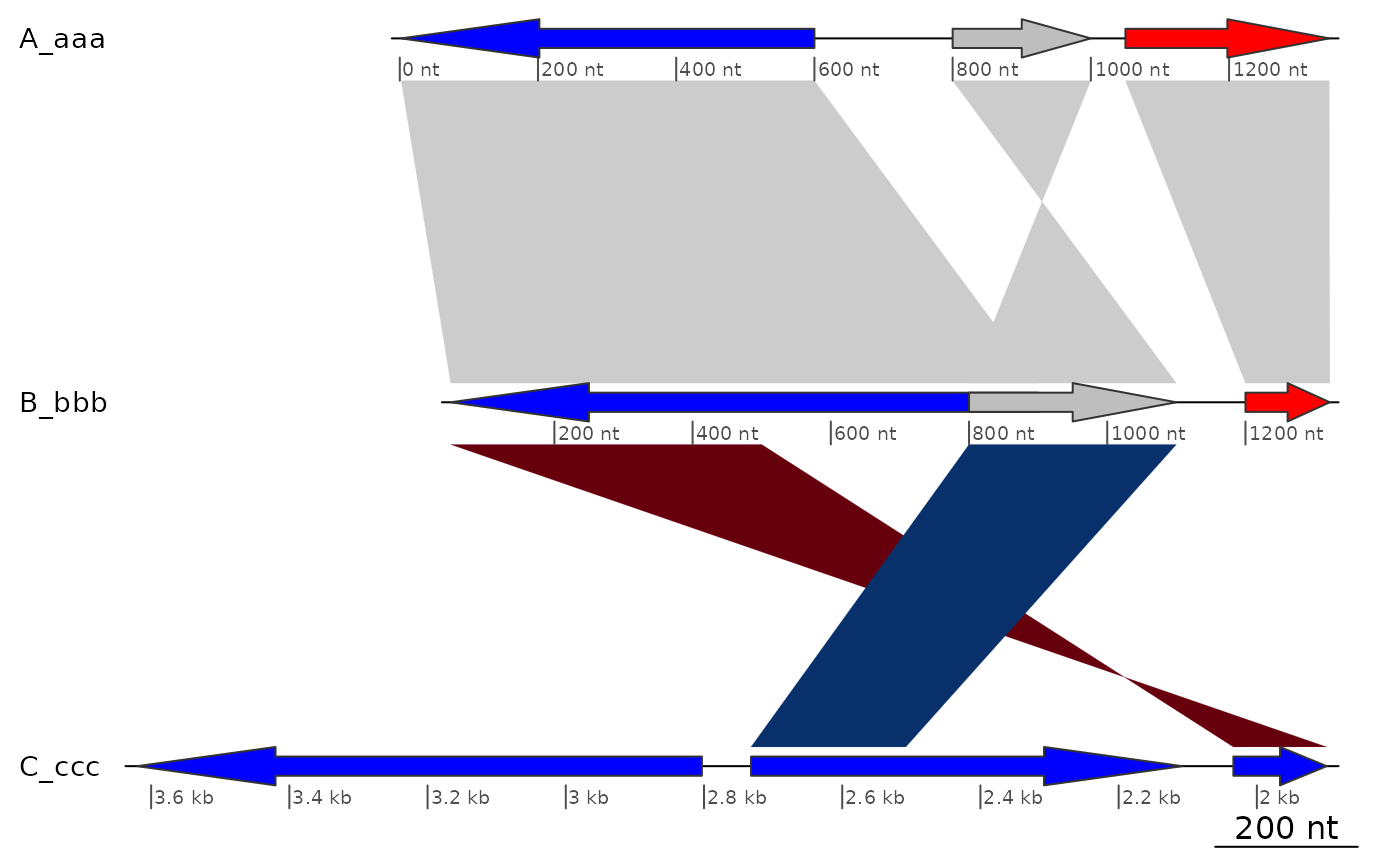 A_aaa
0 nt 200 nt 400 nt 600 nt 800 nt 1000 nt 1200 nt
B_bbb
200 nt 400 nt 600 nt 800 nt 1000 nt 1200 nt
C_ccc
3.6 kb 3.4 kb 3.2 kb 3 kb 2.8 kb 2.6 kb 2.4 kb 2.2 kb 2 kb
200 nt